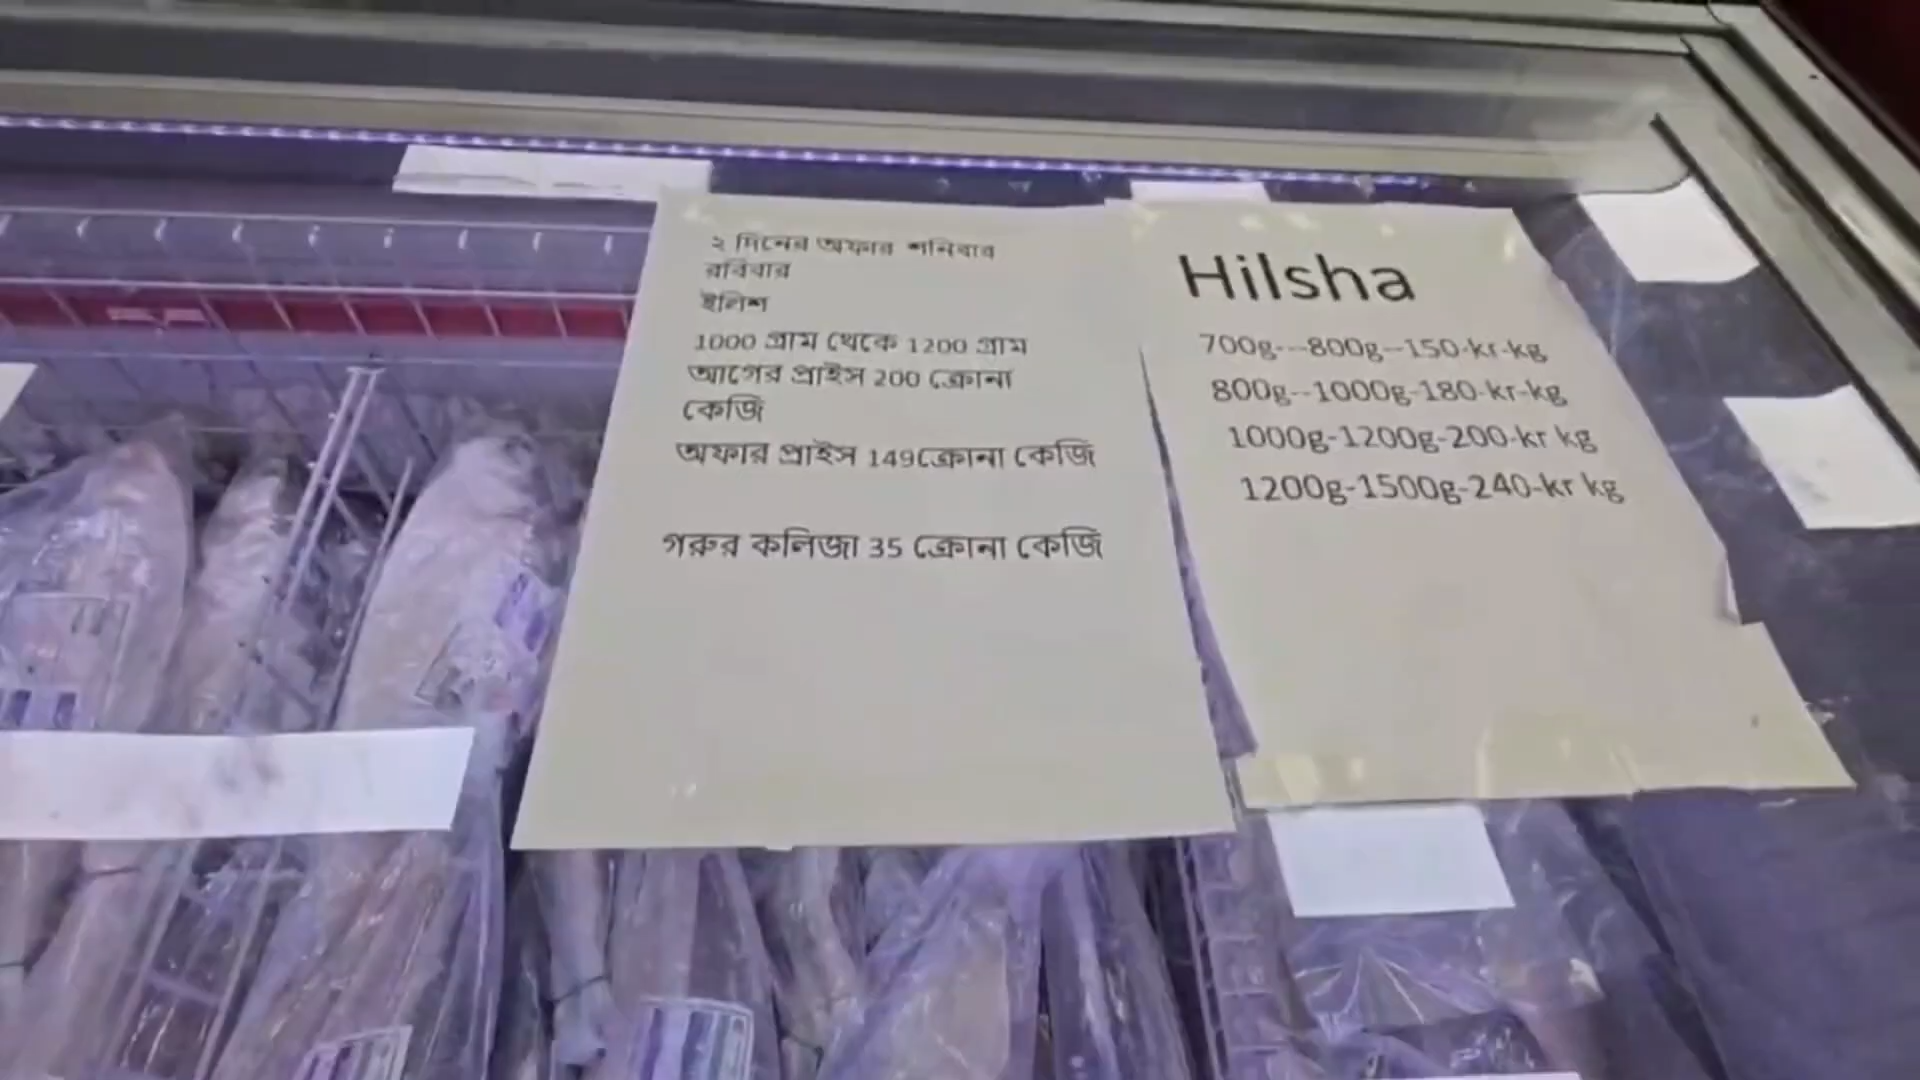 ২ দিনের অফার শনিবার
রবিবার
ইলিশ
1000 গ্রাম থেকে 1200 গ্রাম
আগের প্রাইস 200 ক্রোনা
কেজি
অফার প্রাইস 149ক্রোনা কেজি
গরুর কলিজা 35 ক্রোনা কেজি
Hilsha
700g---800g--150-kr-kg
800g--1000g-180-kr-kg
1000g-1200g-200-kr kg
1200g-1500g-240-kr kg